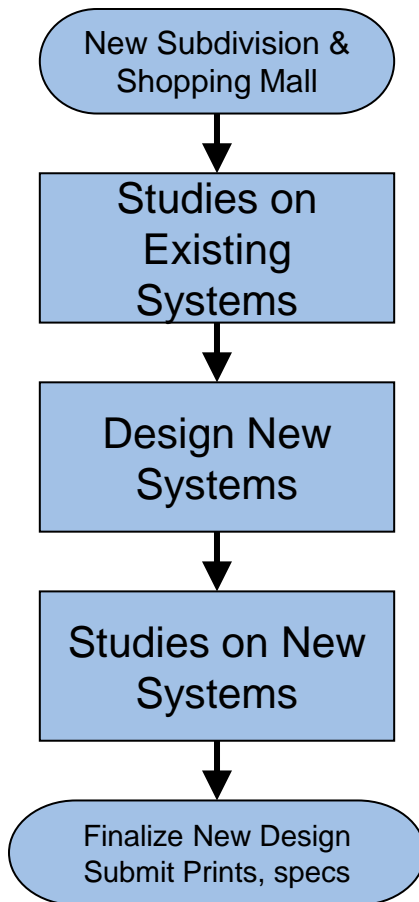 New Subdivision &
Shopping Mall
Studies on
Existing
Systems
Design New
Systems
Studies on New
Systems
Finalize New Design
Submit Prints, specs